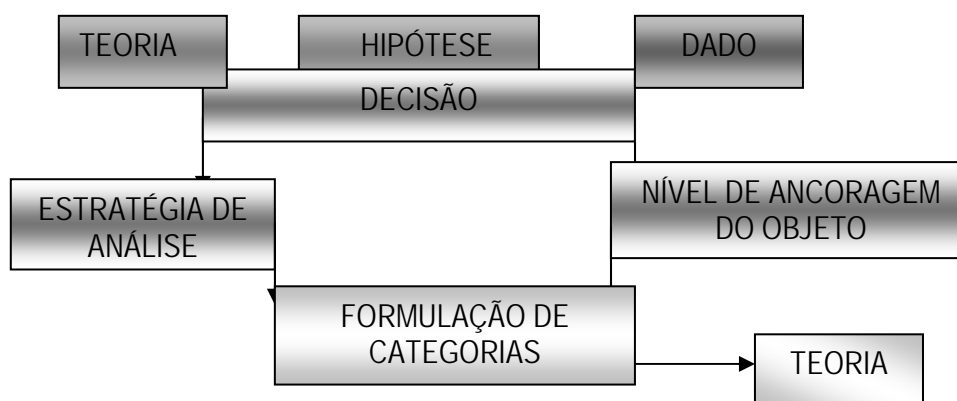 TEORIA
HIPÓTESE
DADO
DECISÃO
ESTRATÉGIA DE
ANÁLISE
NÍVEL DE ANCORAGEM
DO OBJETO
FORMULAÇÃO DE
CATEGORIAS
TEORIA